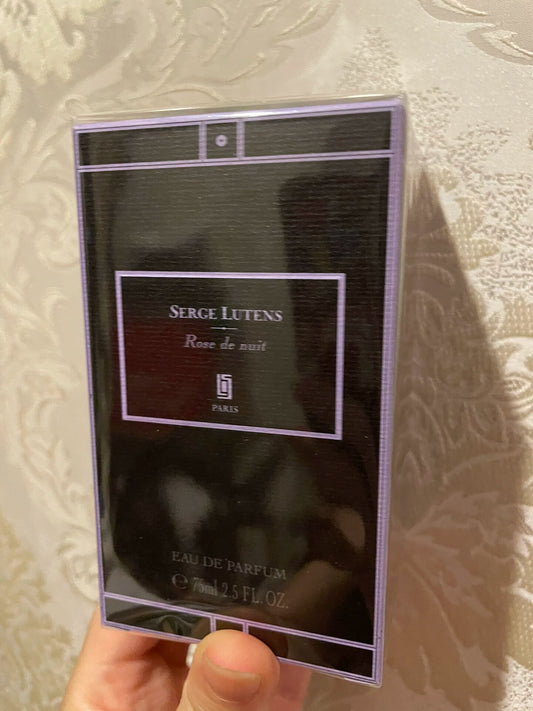 SERGE LUTENS
Rose de nuit
PARIS
EAU DE PARFUM
℮ 75ml 2.5 FL. OZ.